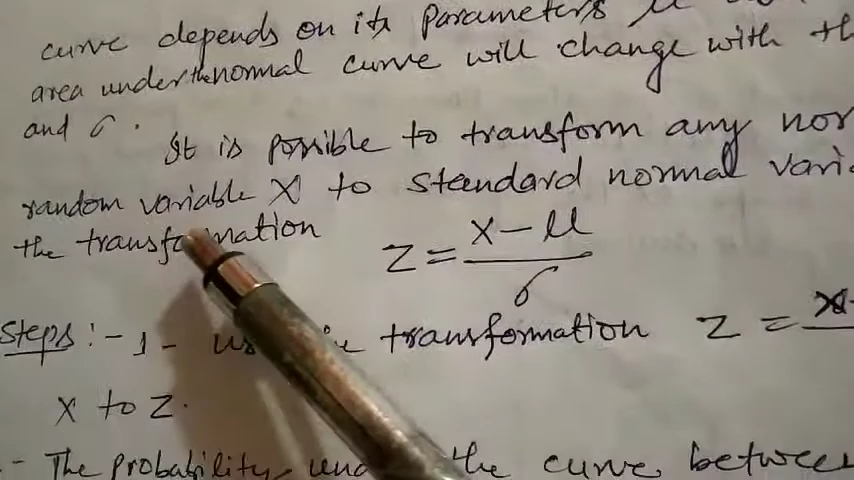 curve depends on its parameters μ
area under the normal curve will change with th
and σ.
It is possible to transform any nor
random variable X to standard normal vari
the transformation
Z = X - μ / σ
Steps :- 1- transformation Z = X
X to Z.
- The probability under the curve between